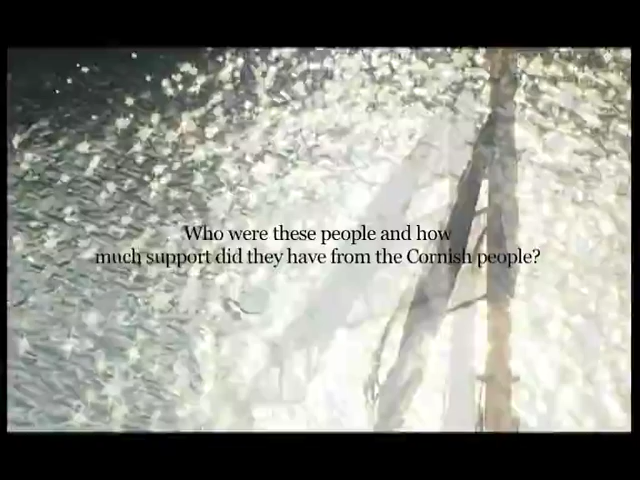 Who were these people and how
much support did they have from the Cornish people?